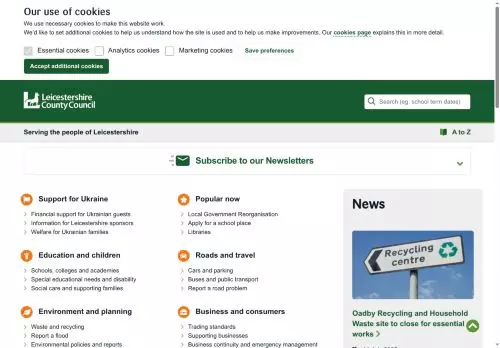 Our use of cookies
We use necessary cookies to make this website work.
We'd like to set additional cookies to help us understand how the site is used and to help us make improvements. Our cookies page explains this in more detail.
Essential cookies Analytics cookies Marketing cookies Save preferences
Accept additional cookies
Leicestershire
County Council
Search (eg. school term dates)
Serving the people of Leicestershire
A to Z
Subscribe to our Newsletters
Support for Ukraine
Financial support for Ukrainian guests
Information for Leicestershire sponsors
Welfare for Ukrainian families
Popular now
Local Government Reorganisation
Apply for a school place
Libraries
Education and children
Schools, colleges and academies
Special educational needs and disability
Social care and supporting families
Roads and travel
Cars and parking
Buses and public transport
Report a road problem
Environment and planning
Waste and recycling
Report a flood
Environmental policies and reports
Business and consumers
Trading standards
Supporting businesses
Business continuity and emergency management
News
Recycling
centre
Oadby Recycling and Household
Waste site to close for essential
works